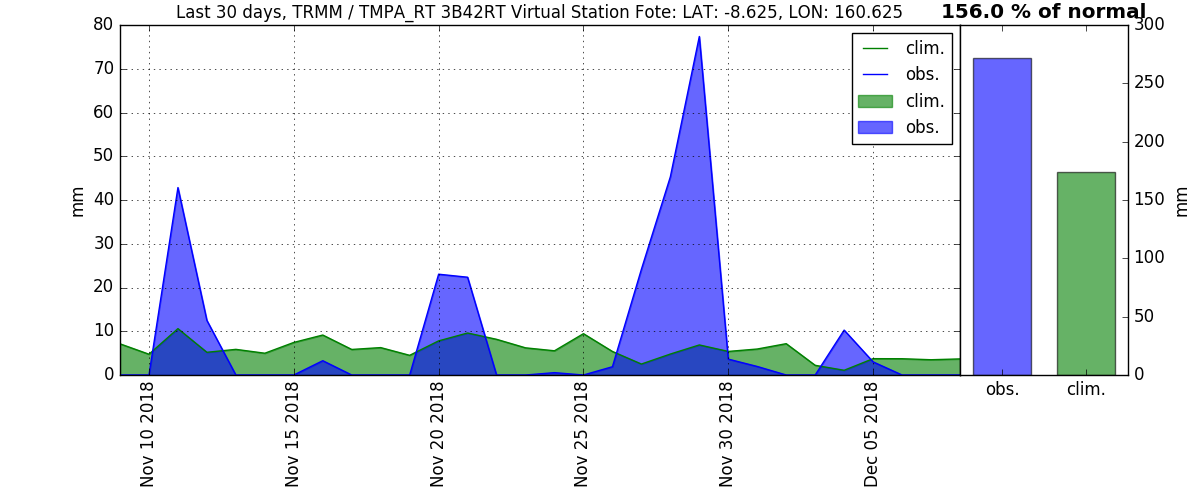 Last 30 days, TRMM / TMPA_RT 3B42RT Virtual Station Fote: LAT: -8.625, LON: 160.625
156.0 % of normal
80
70
60
50
40
30
20
10
0
mm
clim.
obs.
clim.
obs.
300
250
200
150
100
50
0
mm
obs.
clim.
Nov 10 2018
Nov 15 2018
Nov 20 2018
Nov 25 2018
Nov 30 2018
Dec 05 2018